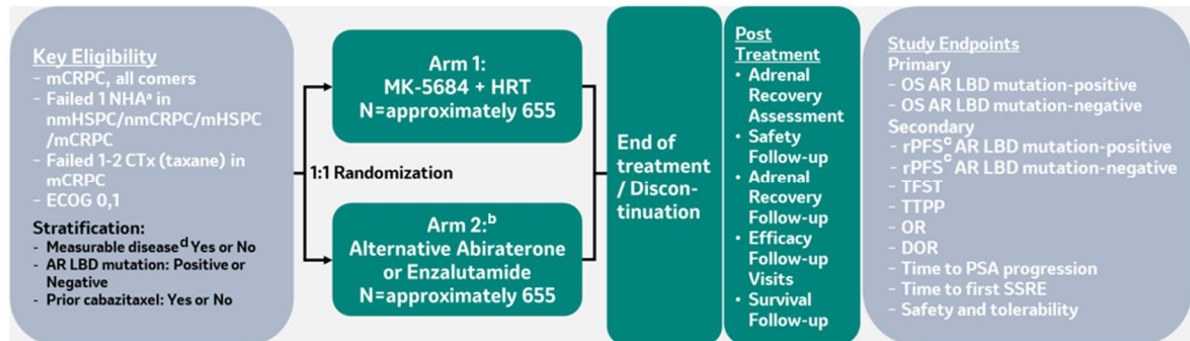 Key Eligibility
– mCRPC, all comers
– Failed 1 NHAᵃ in
nmHSPC/nmCRPC/mHSPC
/mCRPC
– Failed 1-2 CTx (taxane) in
mCRPC
– ECOG 0,1
Stratification:
- Measurable diseaseᵈ Yes or No
- AR LBD mutation: Positive or
Negative
- Prior cabazitaxel: Yes or No
1:1 Randomization
Arm 1:
MK-5684 + HRT
N=approximately 655
Arm 2:ᵇ
Alternative Abiraterone
or Enzalutamide
N=approximately 655
End of
treatment
/ Discon-
tinuation
Post
Treatment
• Adrenal
Recovery
Assessment
• Safety
Follow-up
• Adrenal
Recovery
Follow-up
• Efficacy
Follow-up
Visits
• Survival
Follow-up
Study Endpoints
Primary
– OS AR LBD mutation-positive
– OS AR LBD mutation-negative
Secondary
– rPFSᶜ AR LBD mutation-positive
– rPFSᶜ AR LBD mutation-negative
– TFST
– TTPP
– OR
– DOR
– Time to PSA progression
– Time to first SSRE
– Safety and tolerability